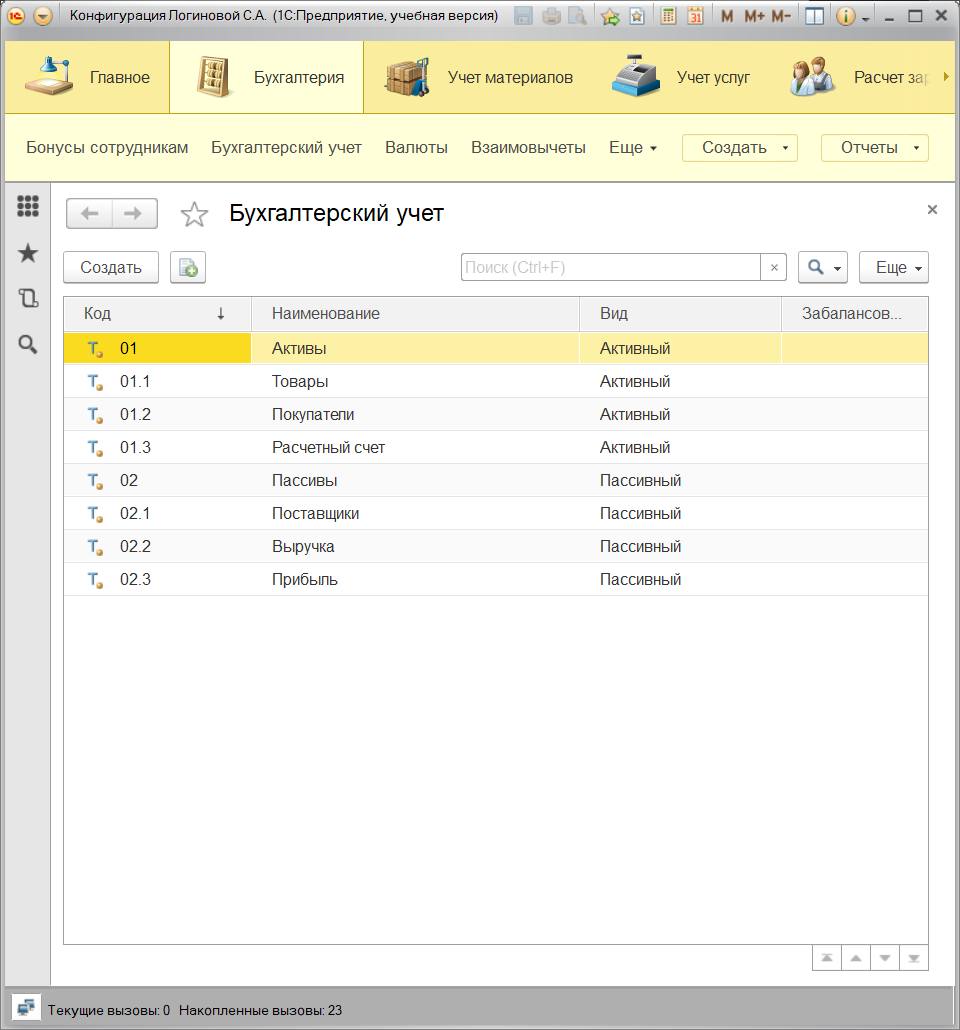 Конфигурация Логиновой С.А. (1С:Предприятие, учебная версия) 31 M M+ M-
Главное Бухгалтерия Учет материалов Учет услуг Расчет зар
Бонусы сотрудникам Бухгалтерский учет Валюты Взаимовычеты Еще Создать Отчеты
Бухгалтерский учет
Создать Поиск (Ctrl+F) Еще
Код Наименование Вид Забалансов...
01 Активы Активный
01.1 Товары Активный
01.2 Покупатели Активный
01.3 Расчетный счет Активный
02 Пассивы Пассивный
02.1 Поставщики Пассивный
02.2 Выручка Пассивный
02.3 Прибыль Пассивный
Текущие вызовы: 0 Накопленные вызовы: 23